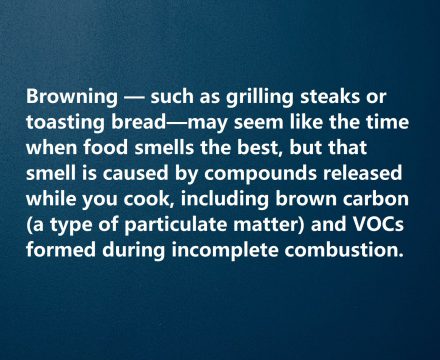 Browning — such as grilling steaks or
toasting bread—may seem like the time
when food smells the best, but that
smell is caused by compounds released
while you cook, including brown carbon
(a type of particulate matter) and VOCs
formed during incomplete combustion.